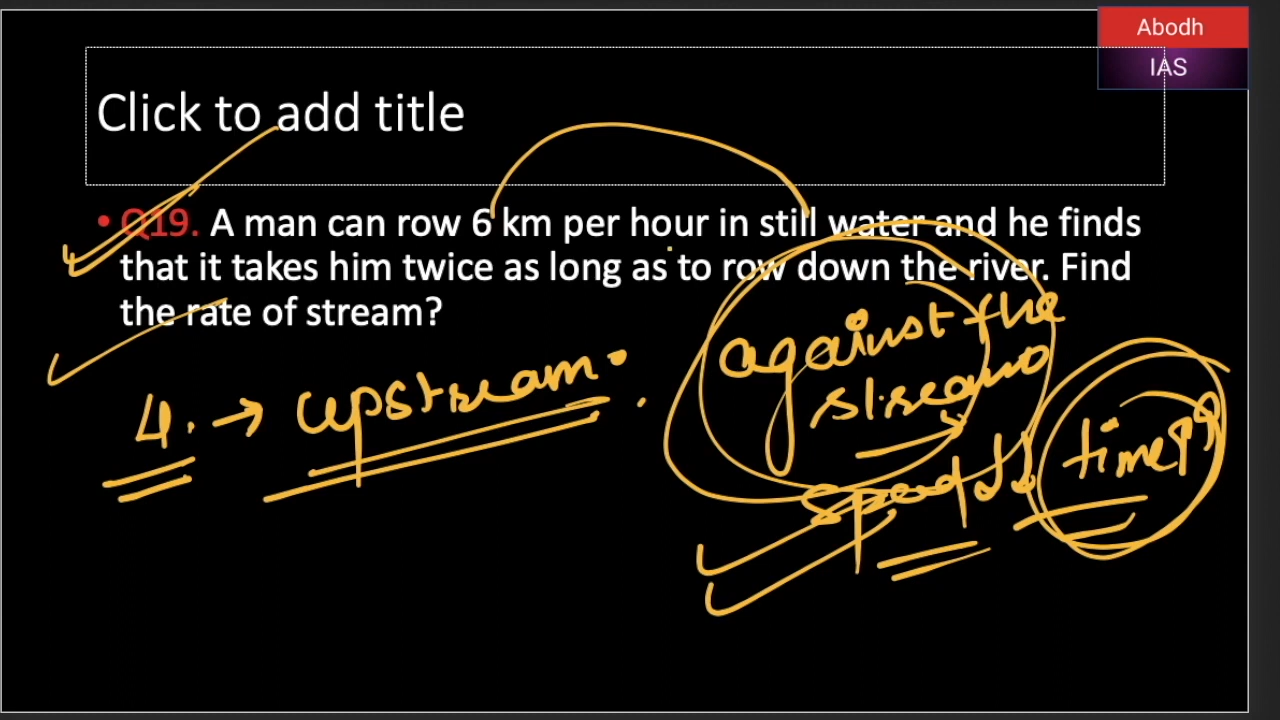 Abodh
IAS
Click to add title
• Q19. A man can row 6 km per hour in still water and he finds
that it takes him twice as long as to row down the river. Find
the rate of stream?
against the
stream
4. → upstream.
speed ↓↓ time↑↑